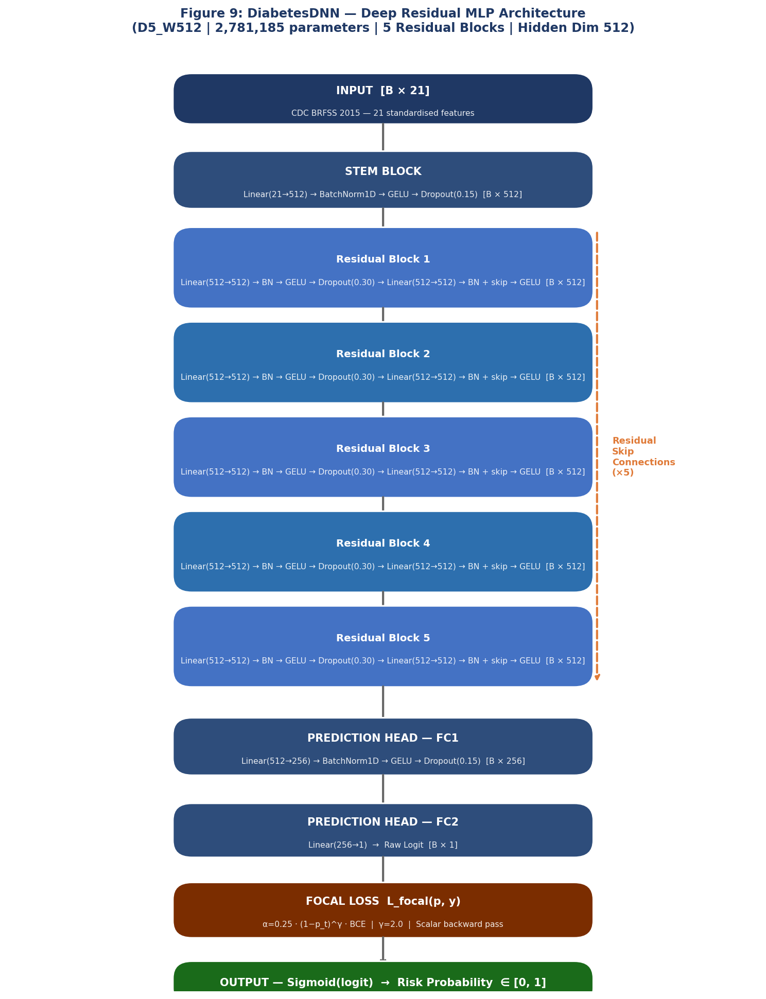 Figure 9: DiabetesDNN — Deep Residual MLP Architecture
(D5_W512 | 2,781,185 parameters | 5 Residual Blocks | Hidden Dim 512)
INPUT  [B × 21]
CDC BRFSS 2015 — 21 standardised features
STEM BLOCK
Linear(21→512) → BatchNorm1D → GELU → Dropout(0.15)  [B × 512]
Residual Block 1
Linear(512→512) → BN → GELU → Dropout(0.30) → Linear(512→512) → BN + skip → GELU  [B × 512]
Residual Block 2
Linear(512→512) → BN → GELU → Dropout(0.30) → Linear(512→512) → BN + skip → GELU  [B × 512]
Residual Block 3
Linear(512→512) → BN → GELU → Dropout(0.30) → Linear(512→512) → BN + skip → GELU  [B × 512]
Residual
Skip
Connections
(×5)
Residual Block 4
Linear(512→512) → BN → GELU → Dropout(0.30) → Linear(512→512) → BN + skip → GELU  [B × 512]
Residual Block 5
Linear(512→512) → BN → GELU → Dropout(0.30) → Linear(512→512) → BN + skip → GELU  [B × 512]
PREDICTION HEAD — FC1
Linear(512→256) → BatchNorm1D → GELU → Dropout(0.15)  [B × 256]
PREDICTION HEAD — FC2
Linear(256→1)  →  Raw Logit  [B × 1]
FOCAL LOSS  L_focal(p, y)
α=0.25 · (1−p_t)^γ · BCE  |  γ=2.0  |  Scalar backward pass
OUTPUT — Sigmoid(logit)  →  Risk Probability  ∈ [0, 1]